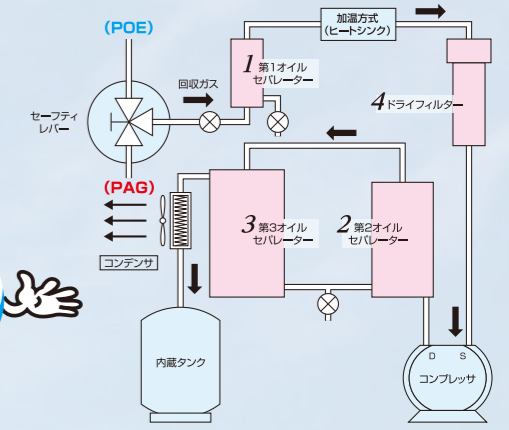 (POE)
加温方式
(ヒートシンク)
セーフティ
レバー
回収ガス
1 第1オイル
セパレーター
4 ドライフィルター
(PAG)
3 第3オイル
セパレーター
2 第2オイル
セパレーター
コンデンサ
内蔵タンク
D S
コンプレッサ